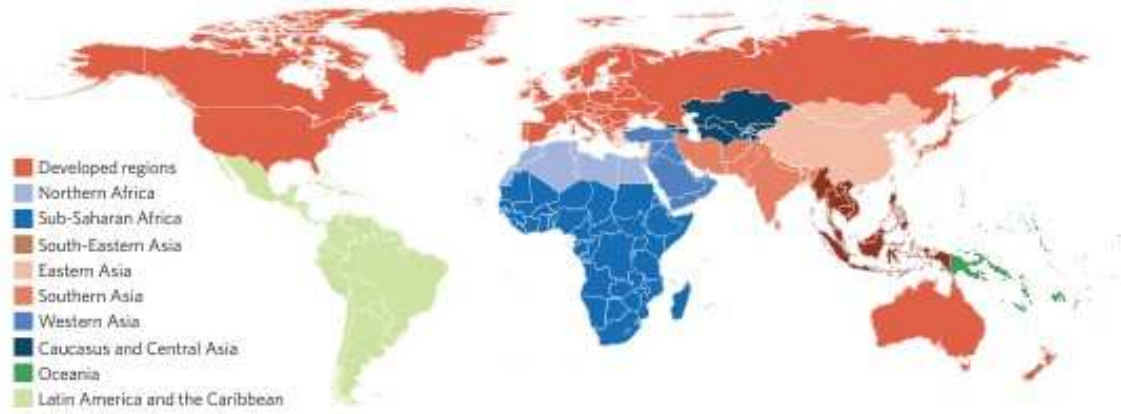 Developed regions
Northern Africa
Sub-Saharan Africa
South-Eastern Asia
Eastern Asia
Southern Asia
Western Asia
Caucasus and Central Asia
Oceania
Latin America and the Caribbean